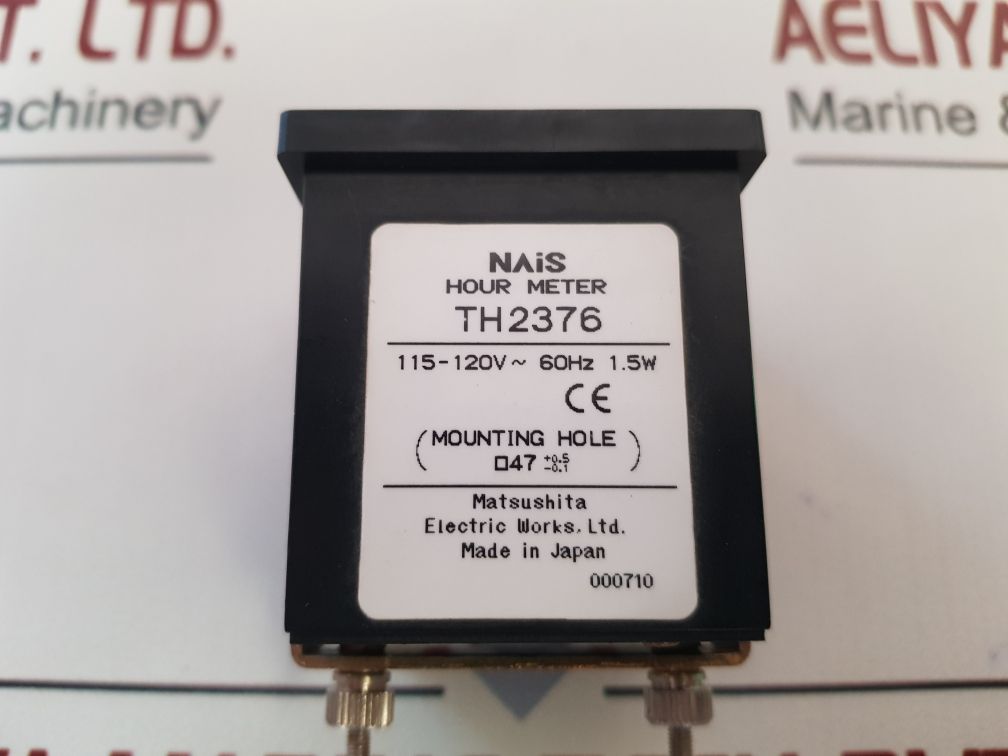 T. LTD.
achinery
AELIYA
Marine &
NAiS
HOUR METER
TH2376
115-120V~ 60Hz 1.5W
CE
(MOUNTING HOLE
□47 +0.5 -0.1)
Matsushita
Electric Works,Ltd.
Made in Japan
000710